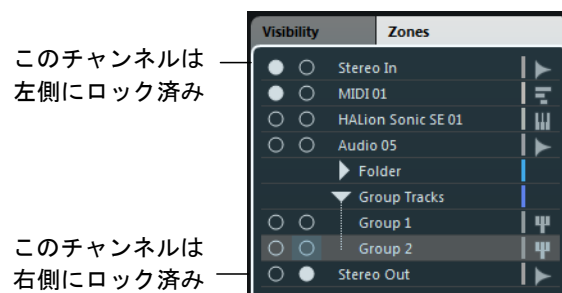 Visibility
Zones
このチャンネルは
左側にロック済み
Stereo In
MIDI 01
HALion Sonic SE 01
Audio 05
Folder
Group Tracks
Group 1
Group 2
Stereo Out
このチャンネルは
右側にロック済み